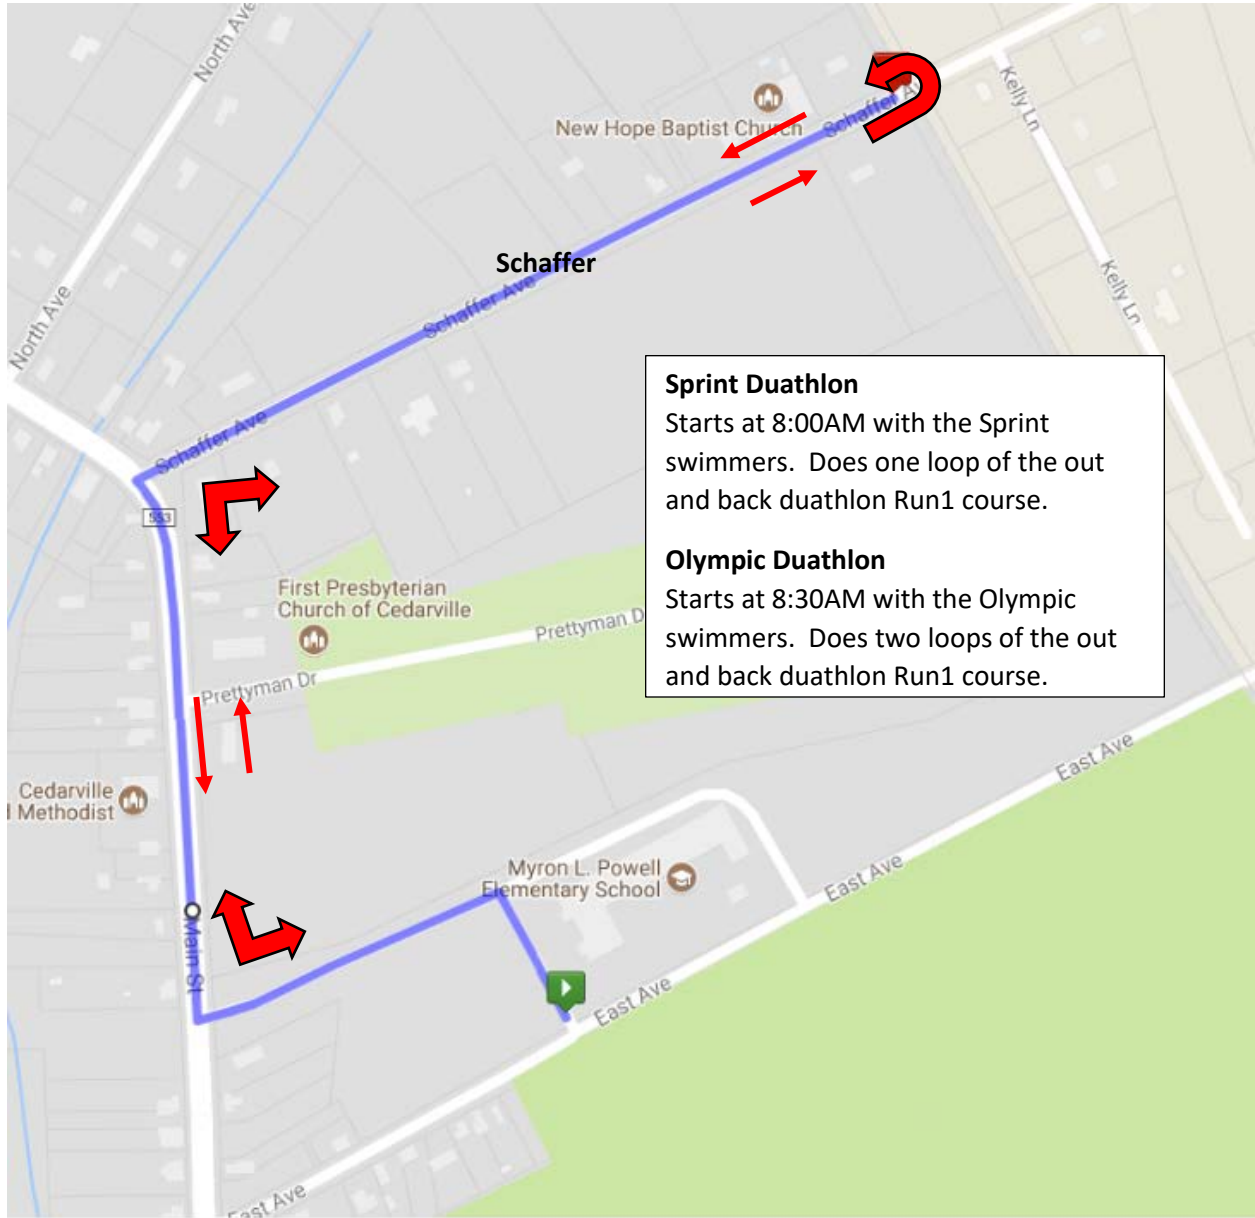 North Ave
New Hope Baptist Church
Schaffer Av
Kelly Ln
Schaffer
Schaffer Ave
Kelly Ln
North Ave
Schaffer Ave
553
Sprint Duathlon
Starts at 8:00AM with the Sprint
swimmers. Does one loop of the out
and back duathlon Run1 course.
Olympic Duathlon
Starts at 8:30AM with the Olympic
swimmers. Does two loops of the out
and back duathlon Run1 course.
First Presbyterian
Church of Cedarville
Prettyman D
Prettyman Dr
East Ave
Cedarville
d Methodist
Myron L. Powell
Elementary School
East Ave
Main St
East Ave
East Ave